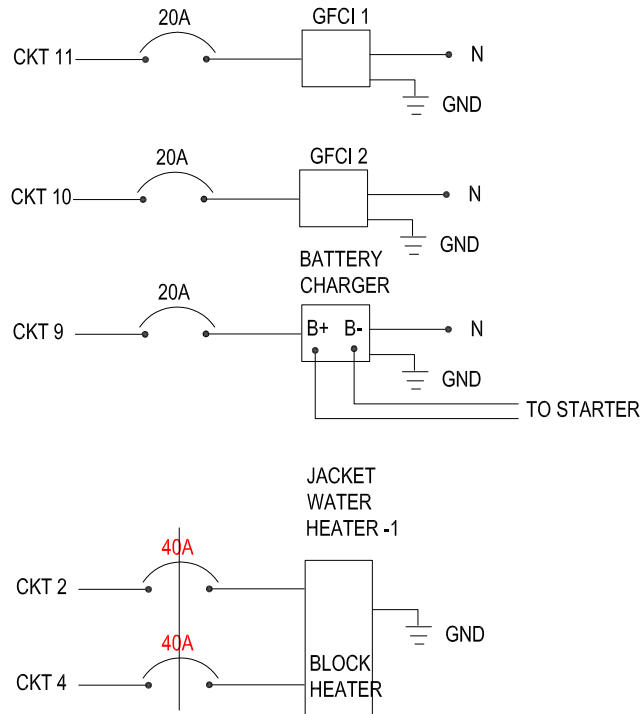 20A
GFCI 1
CKT 11
N
GND
20A
GFCI 2
CKT 10
N
GND
BATTERY
CHARGER
20A
CKT 9
B+ B-
N
GND
TO STARTER
JACKET
WATER
HEATER -1
40A
CKT 2
GND
40A
CKT 4
BLOCK
HEATER